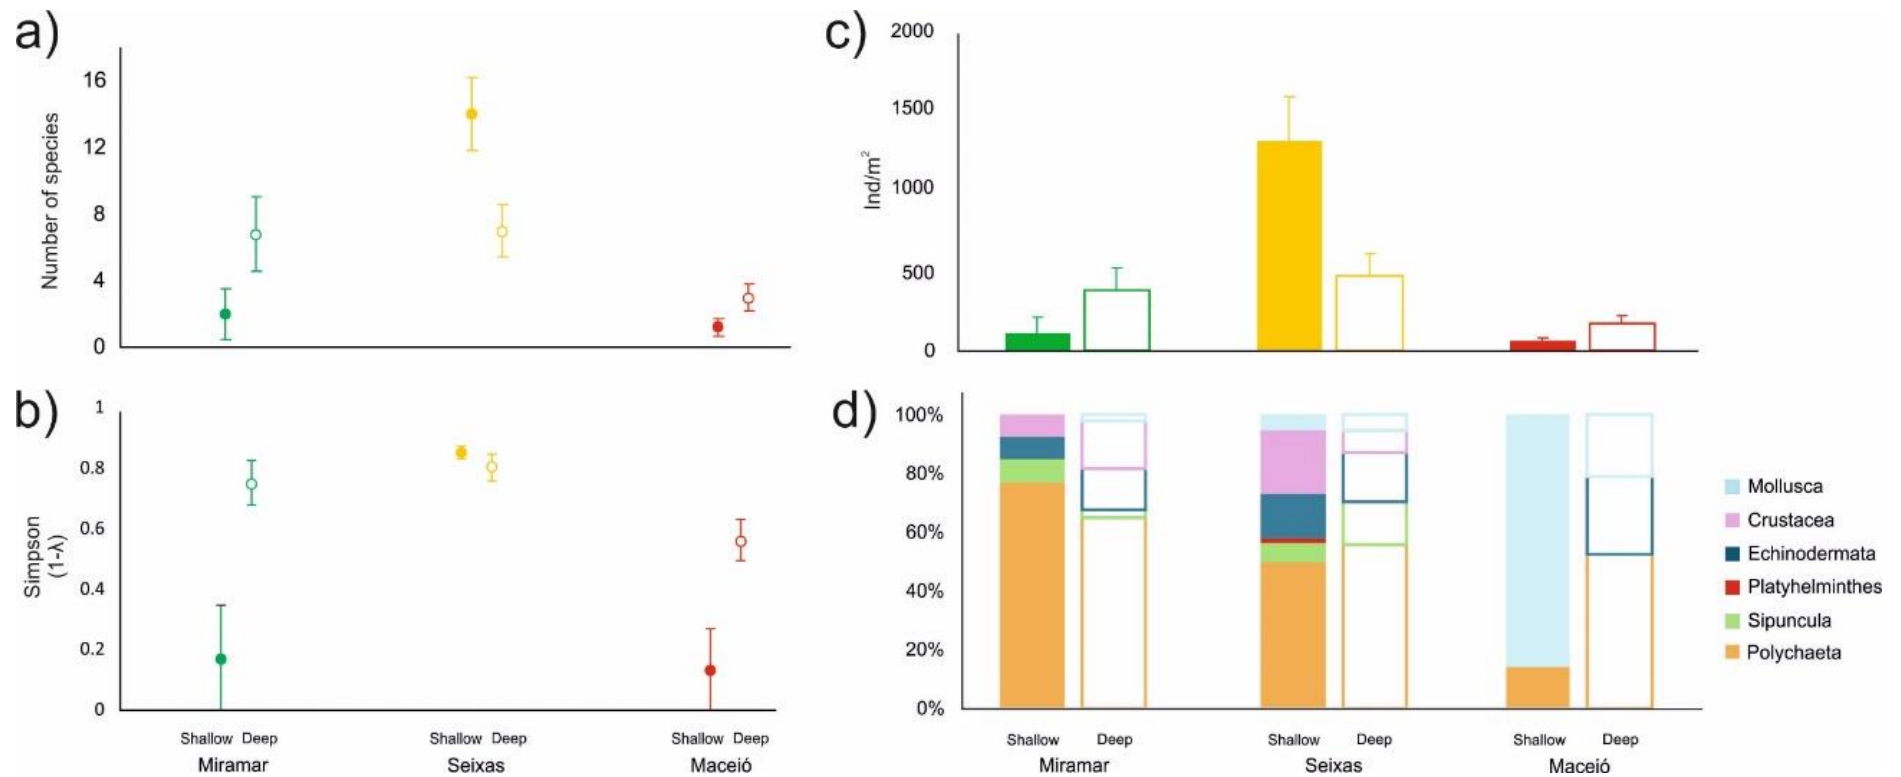 a)
Number of species
16
12
8
4
0
b)
Simpson
(1-λ)
1
0.8
0.6
0.4
0.2
0
Shallow Deep
Shallow Deep
Shallow Deep
Miramar
Seixas
Maceió
c)
Ind/m²
2000
1500
1000
500
0
d)
100%
80%
60%
40%
20%
0%
Shallow
Deep
Shallow
Deep
Shallow
Deep
Miramar
Seixas
Maceió
Mollusca
Crustacea
Echinodermata
Platyhelminthes
Sipuncula
Polychaeta